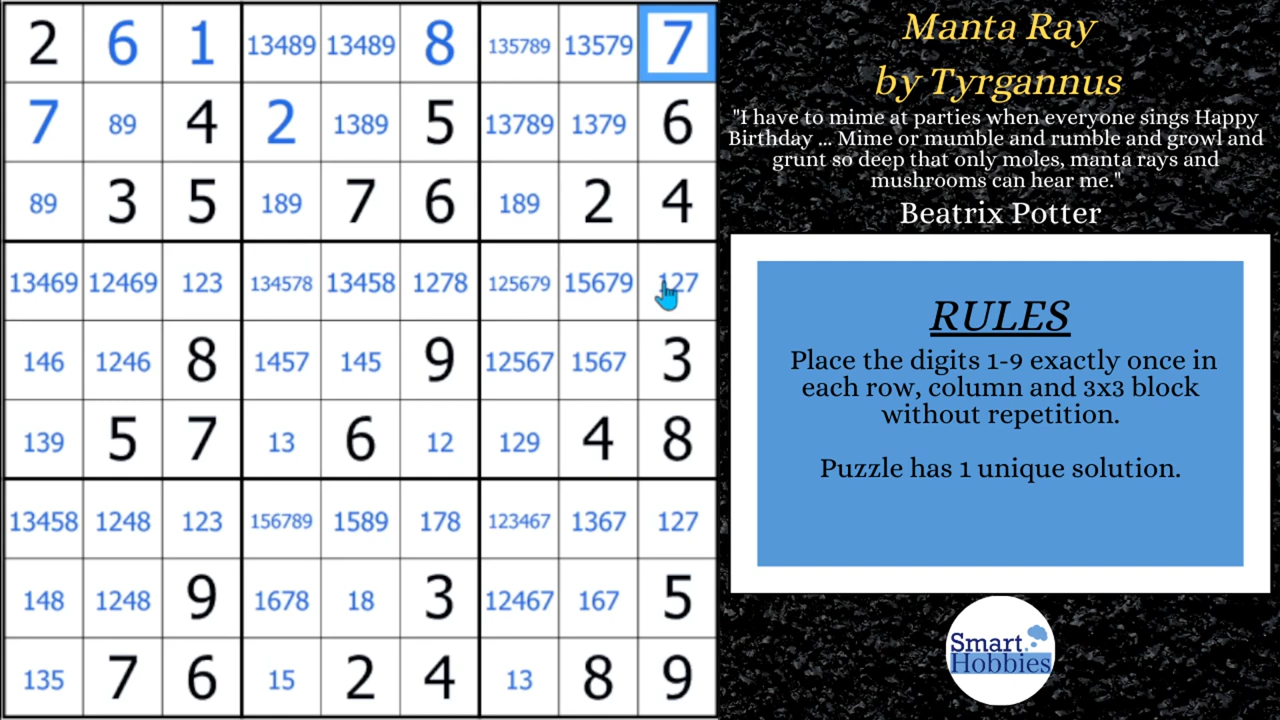 2 6 1 13489 13489 8 135789 13579 7
7 89 4 2 1389 5 13789 1379 6
89 3 5 189 7 6 189 2 4
13469 12469 123 134578 13458 1278 125679 15679 127
146 1246 8 1457 145 9 12567 1567 3
139 5 7 13 6 12 129 4 8
13458 1248 123 156789 1589 178 123467 1367 127
148 1248 9 1678 18 3 12467 167 5
135 7 6 15 2 4 13 8 9
Manta Ray
by Tyrgannus
"I have to mime at parties when everyone sings Happy
Birthday ... Mime or mumble and rumble and growl and
grunt so deep that only moles, manta rays and
mushrooms can hear me."
Beatrix Potter
RULES
Place the digits 1-9 exactly once in
each row, column and 3x3 block
without repetition.
Puzzle has 1 unique solution.
Smart
Hobbies